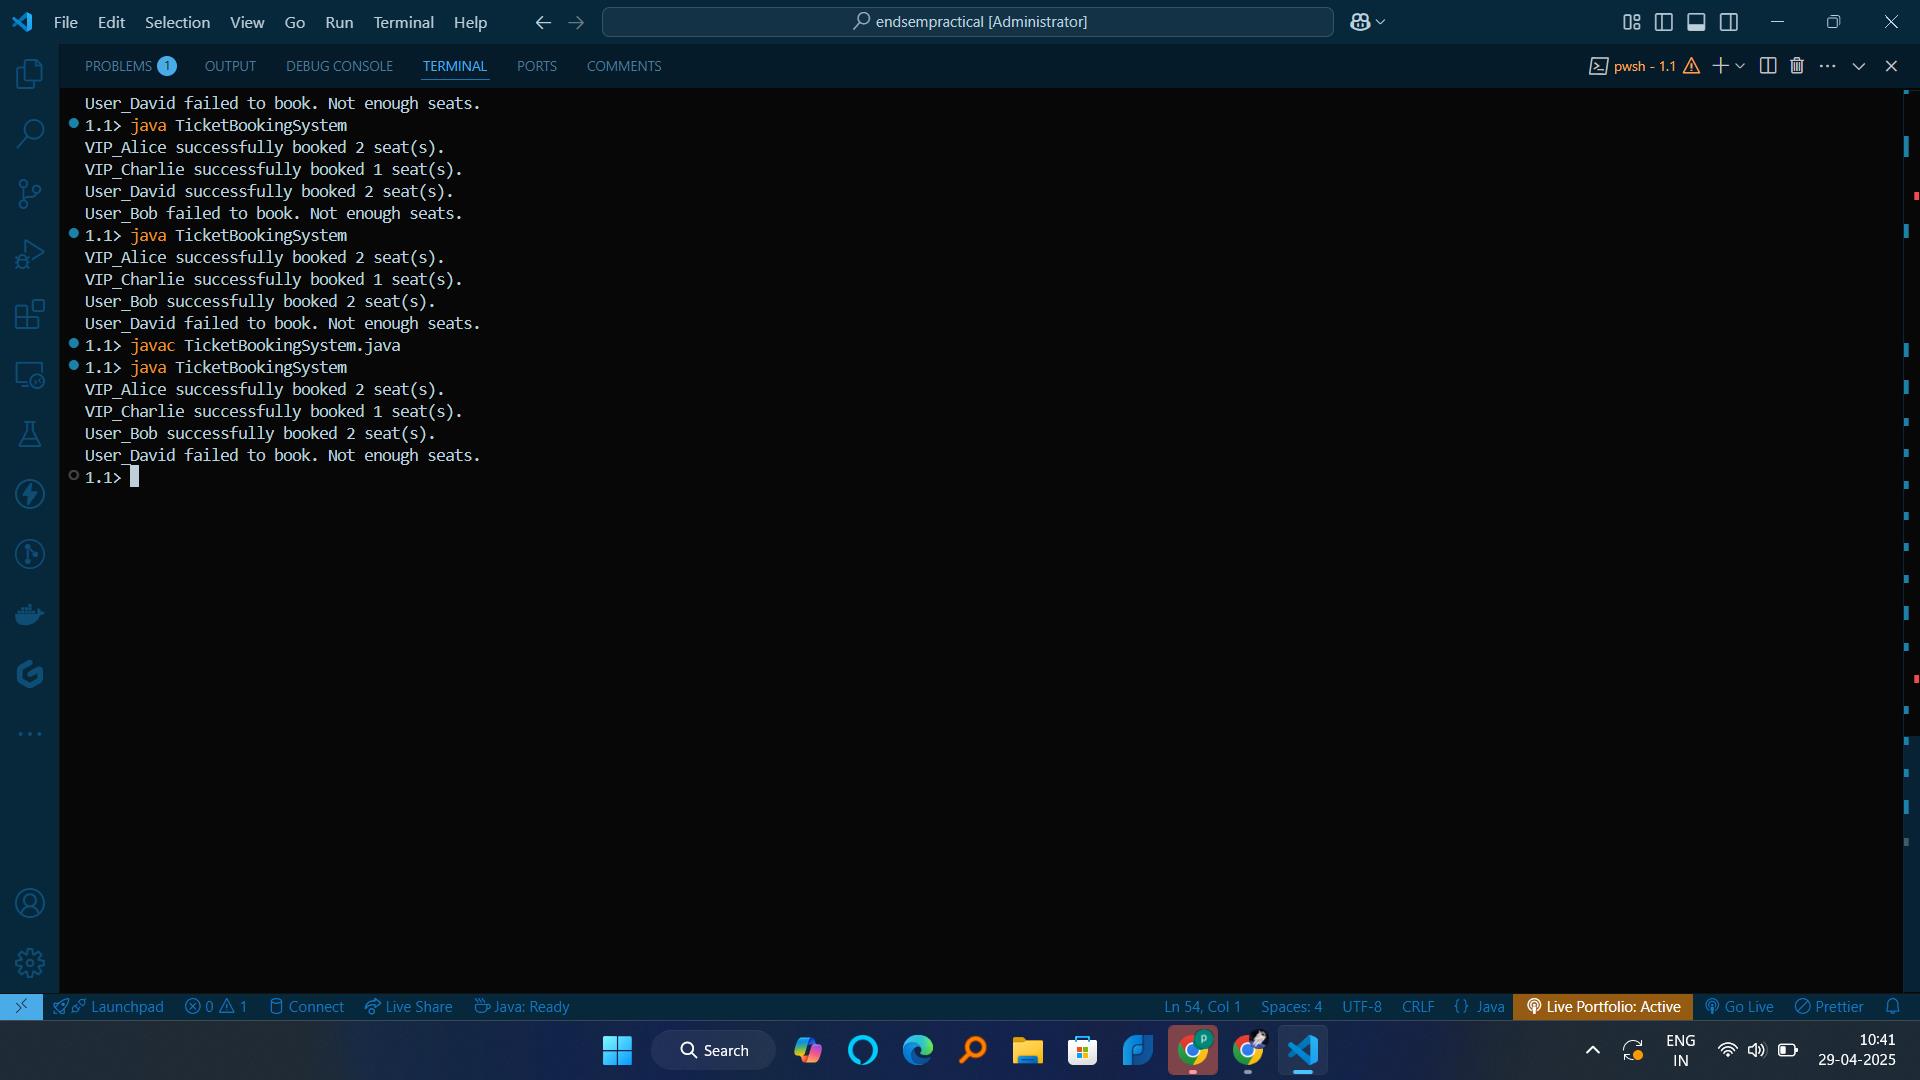 File Edit Selection View Go Run Terminal Help endsempractical [Administrator]
PROBLEMS 1 OUTPUT DEBUG CONSOLE TERMINAL PORTS COMMENTS pwsh - 1.1
User_David failed to book. Not enough seats.
1.1> java TicketBookingSystem
VIP_Alice successfully booked 2 seat(s).
VIP_Charlie successfully booked 1 seat(s).
User_David successfully booked 2 seat(s).
User_Bob failed to book. Not enough seats.
1.1> java TicketBookingSystem
VIP_Alice successfully booked 2 seat(s).
VIP_Charlie successfully booked 1 seat(s).
User_Bob successfully booked 2 seat(s).
User_David failed to book. Not enough seats.
1.1> javac TicketBookingSystem.java
1.1> java TicketBookingSystem
VIP_Alice successfully booked 2 seat(s).
VIP_Charlie successfully booked 1 seat(s).
User_Bob successfully booked 2 seat(s).
User_David failed to book. Not enough seats.
1.1>
Launchpad 0 1 Connect Live Share Java: Ready Ln 54, Col 1 Spaces: 4 UTF-8 CRLF {} Java Live Portfolio: Active Go Live Prettier
Search ENG 10:41
IN 29-04-2025